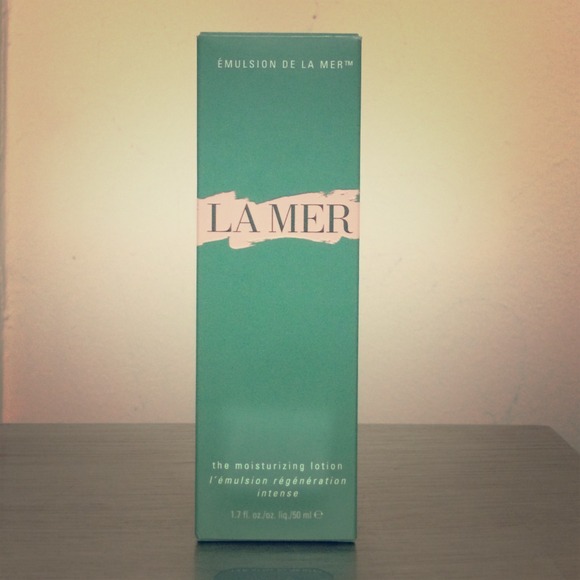 ÉMULSION DE LA MER™
LA MER
the moisturizing lotion
l'émulsion régénération
intense
1.7 fl. oz./oz. liq./50 ml ℮